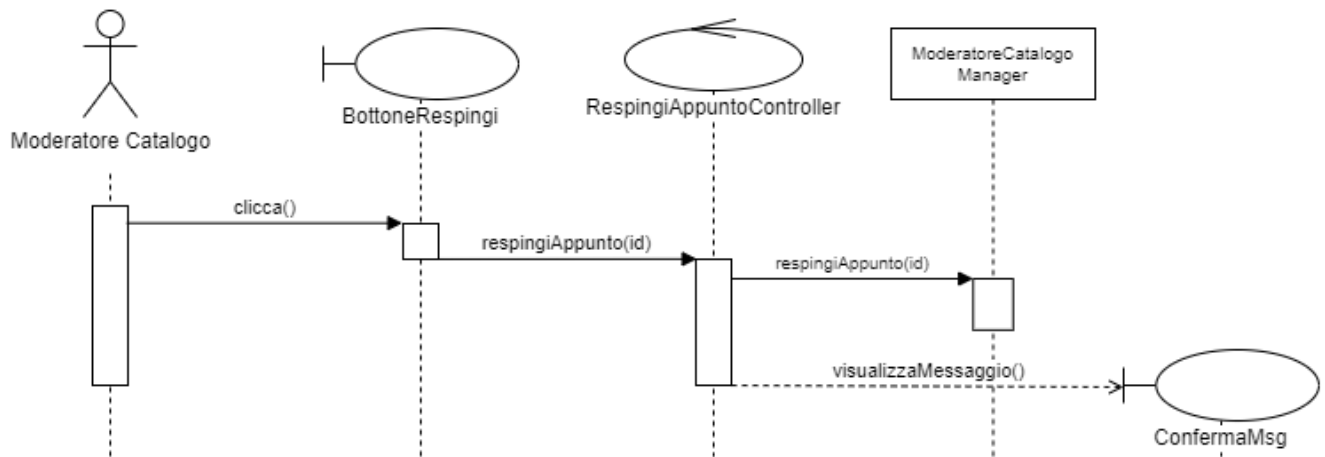 ModeratoreCatalogo
Manager
RespingiAppuntoController
BottoneRespingi
Moderatore Catalogo
clicca()
respingiAppunto(id)
respingiAppunto(id)
visualizzaMessaggio()
ConfermaMsg